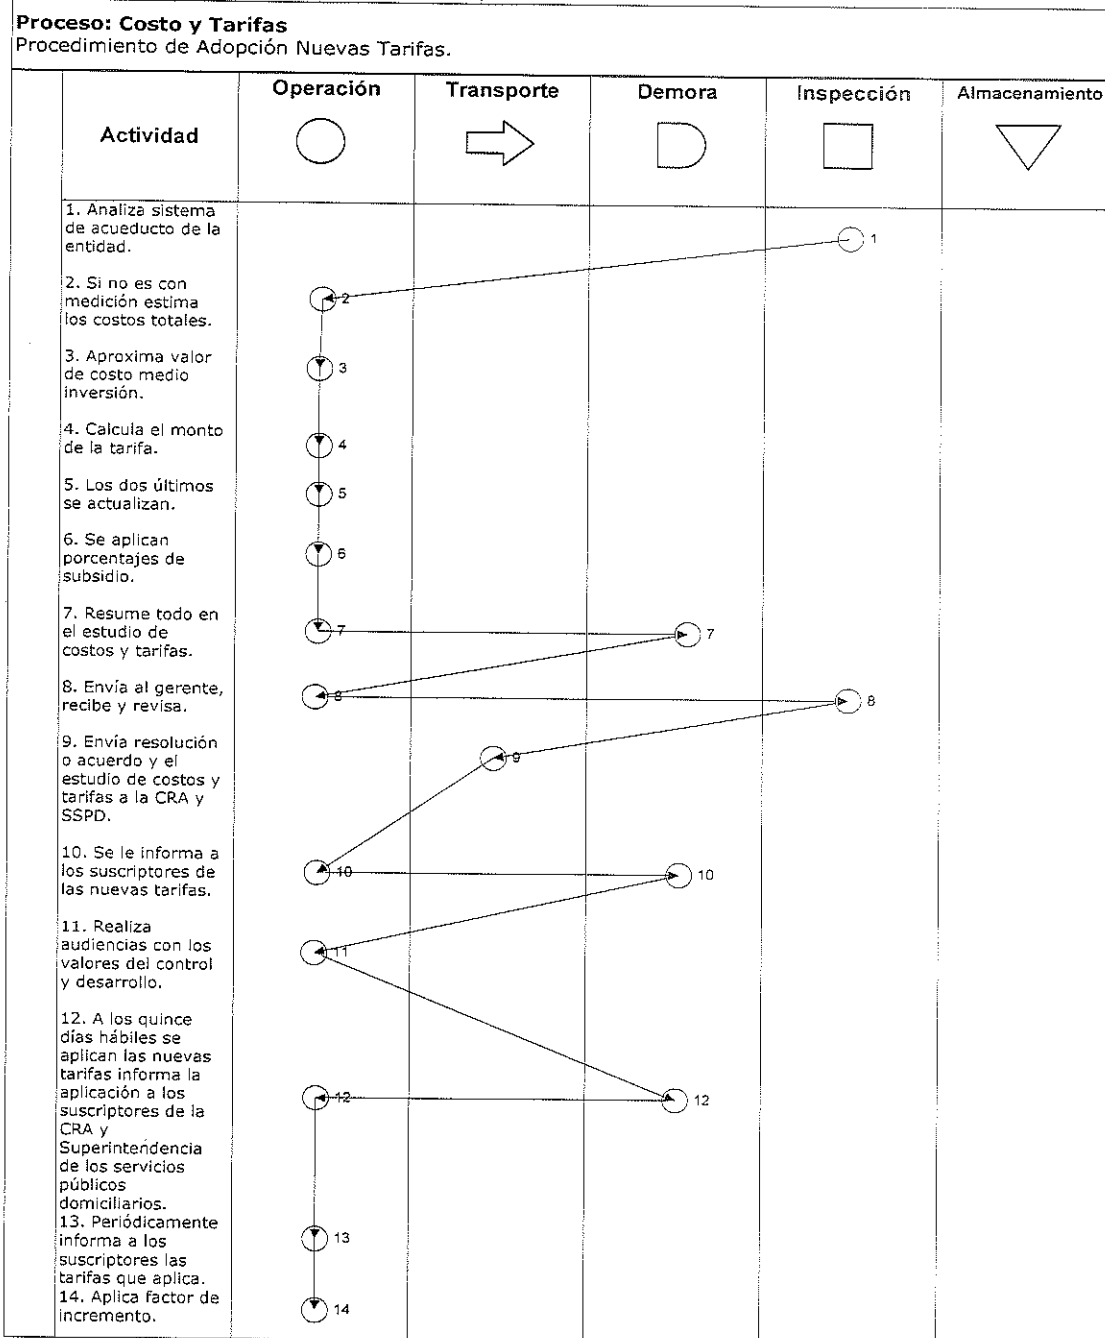 Proceso: Costo y Tarifas
Procedimiento de Adopción Nuevas Tarifas.
Actividad
Operación
Transporte
Demora
Inspección
Almacenamiento
1. Analiza sistema
de acueducto de la
entidad.
1
2. Si no es con
medición estima
los costos totales.
2
3. Aproxima valor
de costo medio
inversión.
3
4. Calcula el monto
de la tarifa.
4
5. Los dos últimos
se actualizan.
5
6. Se aplican
porcentajes de
subsidio.
6
7. Resume todo en
el estudio de
costos y tarifas.
7
7
8. Envía al gerente,
recibe y revisa.
8
8
9. Envía resolución
o acuerdo y el
estudio de costos y
tarifas a la CRA y
SSPD.
9
10. Se le informa a
los suscriptores de
las nuevas tarifas.
10
10
11. Realiza
audiencias con los
valores del control
y desarrollo.
11
12. A los quince
días hábiles se
aplican las nuevas
tarifas informa la
aplicación a los
suscriptores de la
CRA y
Superintendencia
de los servicios
públicos
domiciliarios.
12
12
13. Periódicamente
informa a los
suscriptores las
tarifas que aplica.
13
14. Aplica factor de
incremento.
14